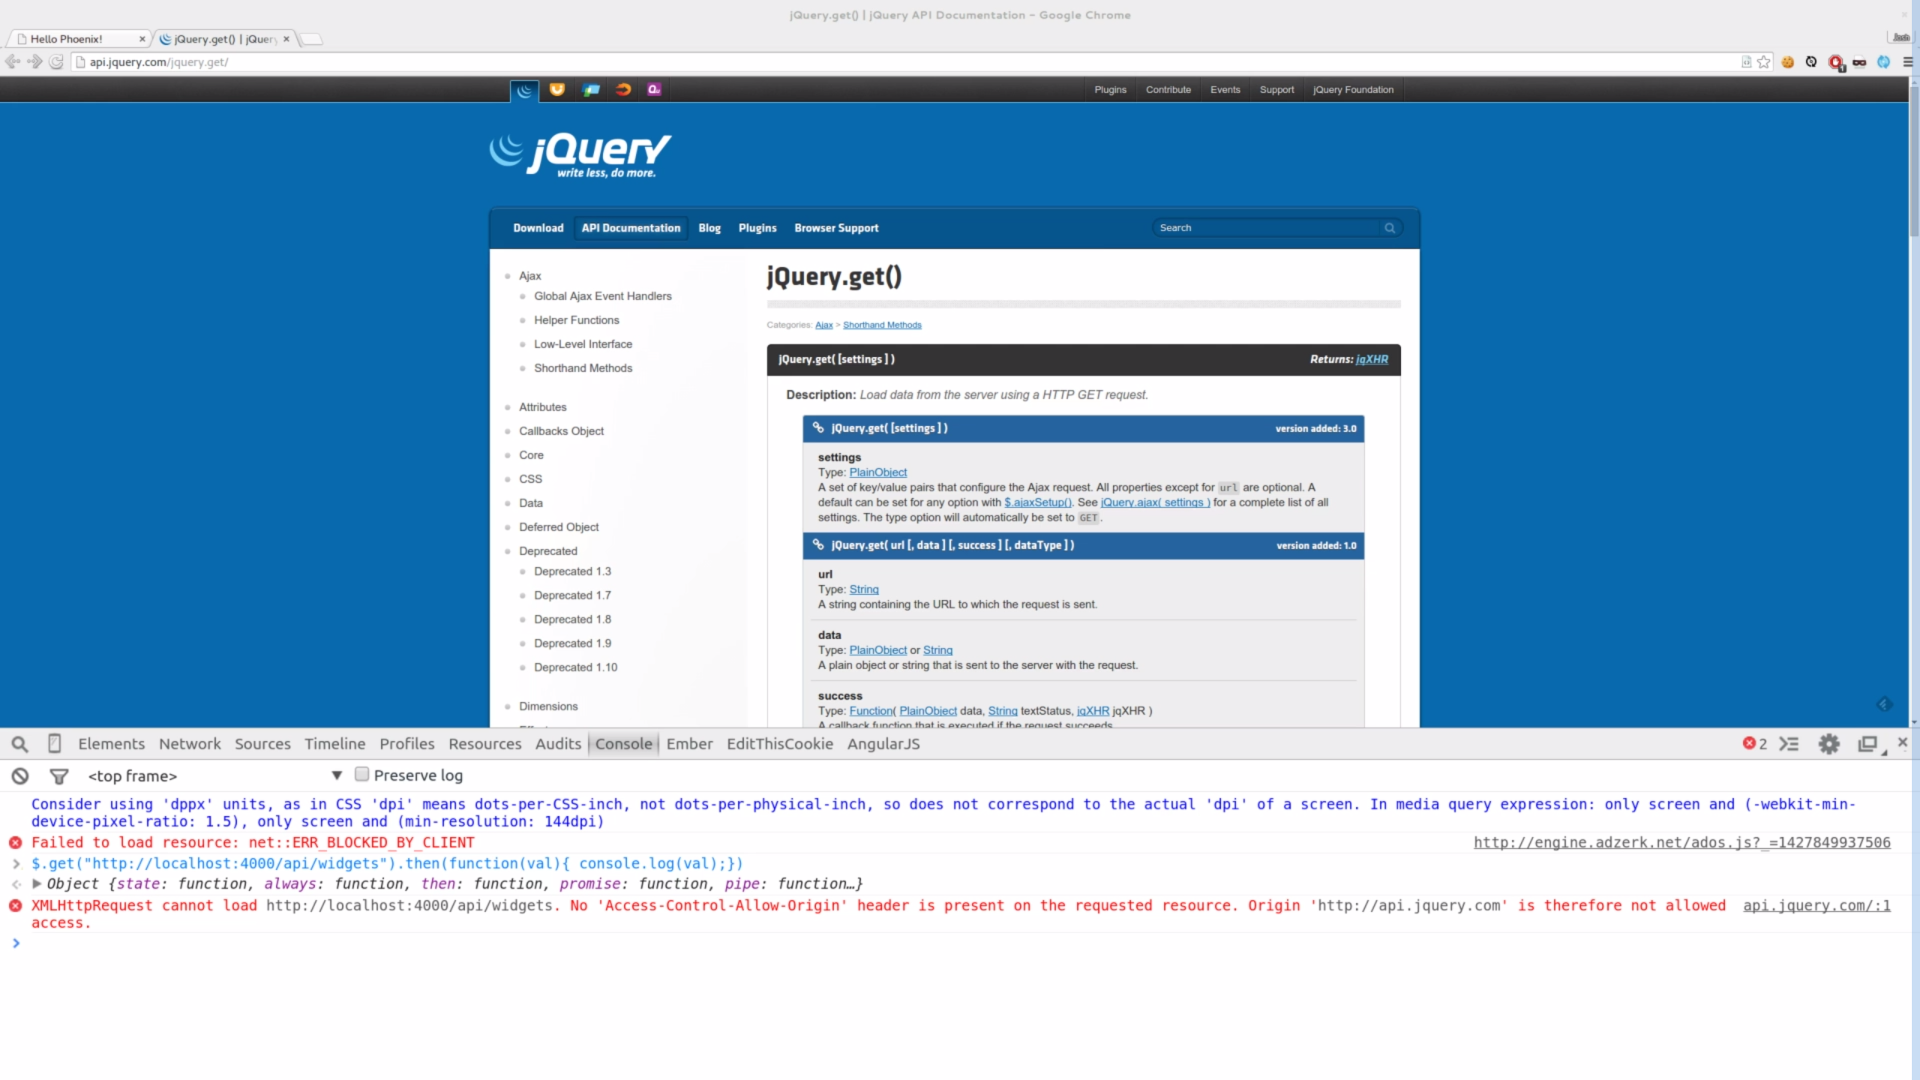 jQuery.get() | jQuery API Documentation - Google Chrome
Hello Phoenix!
jQuery.get() | jQuery
Josh
api.jquery.com/jquery.get/
Plugins
Contribute
Events
Support
jQuery Foundation
jQuery
write less, do more.
Download
API Documentation
Blog
Plugins
Browser Support
Search
Ajax
Global Ajax Event Handlers
Helper Functions
Low-Level Interface
Shorthand Methods
Attributes
Callbacks Object
Core
CSS
Data
Deferred Object
Deprecated
Deprecated 1.3
Deprecated 1.7
Deprecated 1.8
Deprecated 1.9
Deprecated 1.10
Dimensions
jQuery.get()
Categories: Ajax > Shorthand Methods
jQuery.get( [settings ] )
Returns: jqXHR
Description: Load data from the server using a HTTP GET request.
jQuery.get( [settings ] )
version added: 3.0
settings
Type: PlainObject
A set of key/value pairs that configure the Ajax request. All properties except for url are optional. A
default can be set for any option with $.ajaxSetup(). See jQuery.ajax( settings ) for a complete list of all
settings. The type option will automatically be set to GET.
jQuery.get( url [, data ] [, success ] [, dataType ] )
version added: 1.0
url
Type: String
A string containing the URL to which the request is sent.
data
Type: PlainObject or String
A plain object or string that is sent to the server with the request.
success
Type: Function( PlainObject data, String textStatus, jqXHR jqXHR )
A callback function that is executed if the request succeeds.
Elements Network Sources Timeline Profiles Resources Audits Console Ember EditThisCookie AngularJS
2
<top frame>
Preserve log
Consider using 'dppx' units, as in CSS 'dpi' means dots-per-CSS-inch, not dots-per-physical-inch, so does not correspond to the actual 'dpi' of a screen. In media query expression: only screen and (-webkit-min-
device-pixel-ratio: 1.5), only screen and (min-resolution: 144dpi)
Failed to load resource: net::ERR_BLOCKED_BY_CLIENT
http://engine.adzerk.net/ados.js?_=1427849937506
$.get("http://localhost:4000/api/widgets").then(function(val){ console.log(val);})
Object {state: function, always: function, then: function, promise: function, pipe: function…}
XMLHttpRequest cannot load http://localhost:4000/api/widgets. No 'Access-Control-Allow-Origin' header is present on the requested resource. Origin 'http://api.jquery.com' is therefore not allowed
api.jquery.com/:1
access.